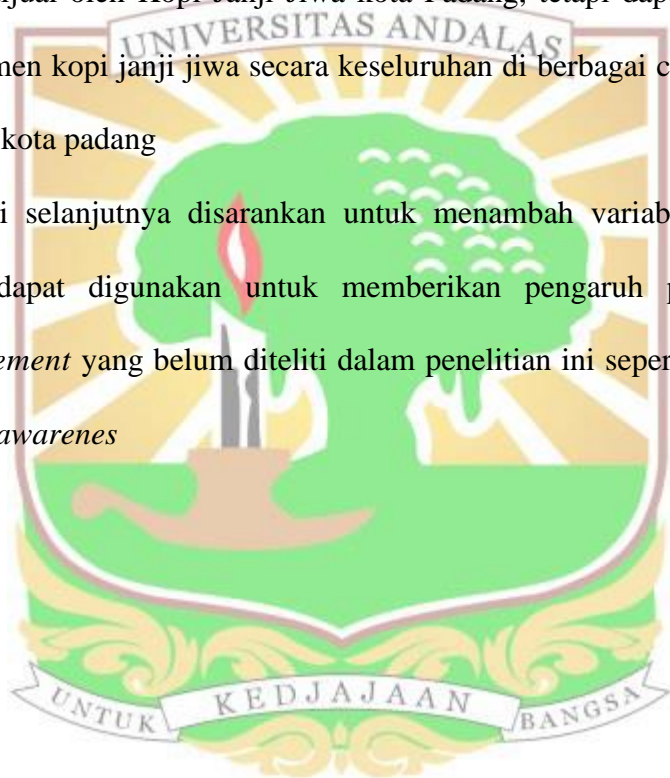 dijual oleh Kopi Janji Jiwa kota Padang, tetapi dap
UNIVERSITAS ANDALAS
men kopi janji jiwa secara keseluruhan di berbagai c
kota padang
i selanjutnya disarankan untuk menambah variab
dapat digunakan untuk memberikan pengaruh p
ement yang belum diteliti dalam penelitian ini seper
awarenes
UNTUK KEDJAJAAN BANGSA